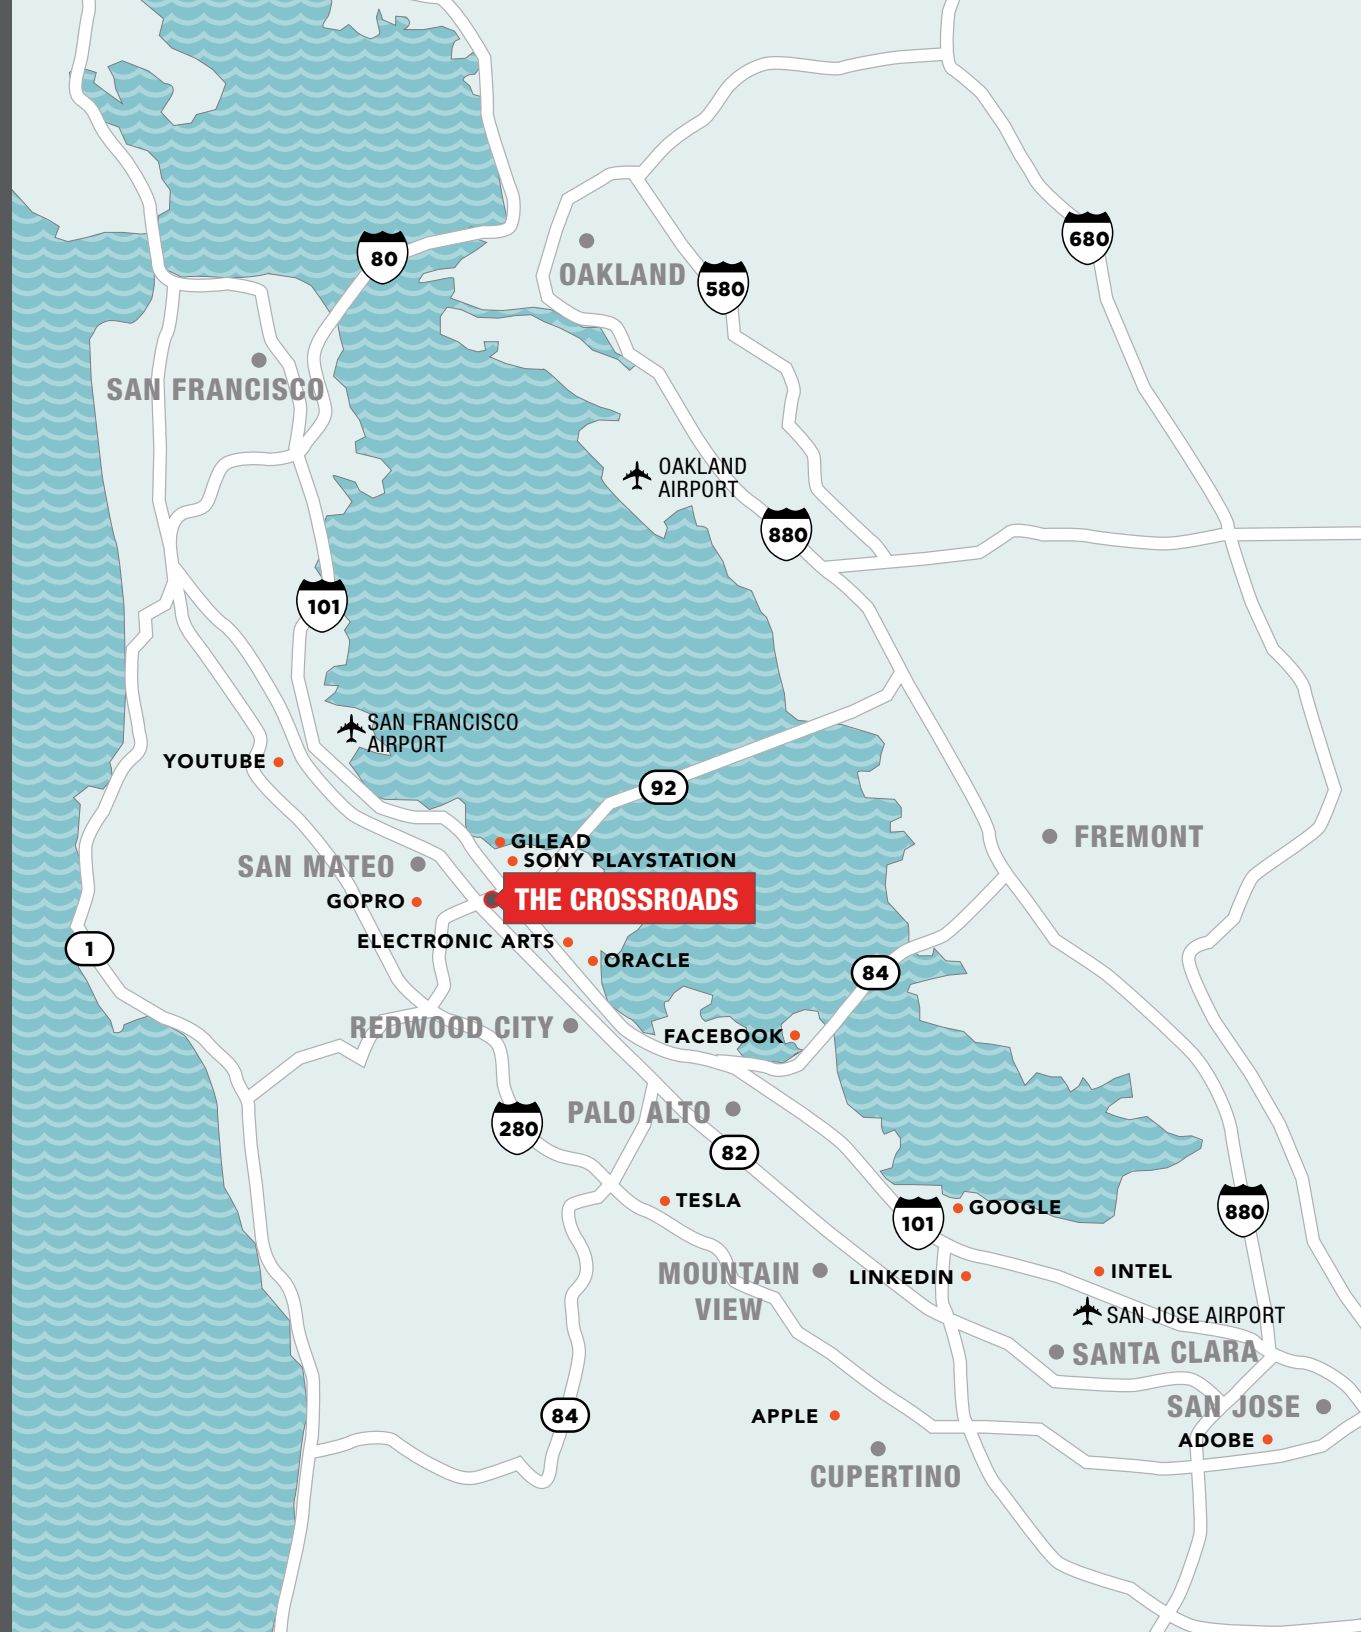 680
80
OAKLAND
580
SAN FRANCISCO
OAKLAND
AIRPORT
880
101
SAN FRANCISCO
AIRPORT
YOUTUBE
92
GILEAD
SONY PLAYSTATION
SAN MATEO
FREMONT
GOPRO
THE CROSSROADS
1
ELECTRONIC ARTS
ORACLE
84
REDWOOD CITY
FACEBOOK
280
PALO ALTO
82
TESLA
101
GOOGLE
880
MOUNTAIN
VIEW
LINKEDIN
INTEL
SAN JOSE AIRPORT
SANTA CLARA
84
APPLE
SAN JOSE
ADOBE
CUPERTINO